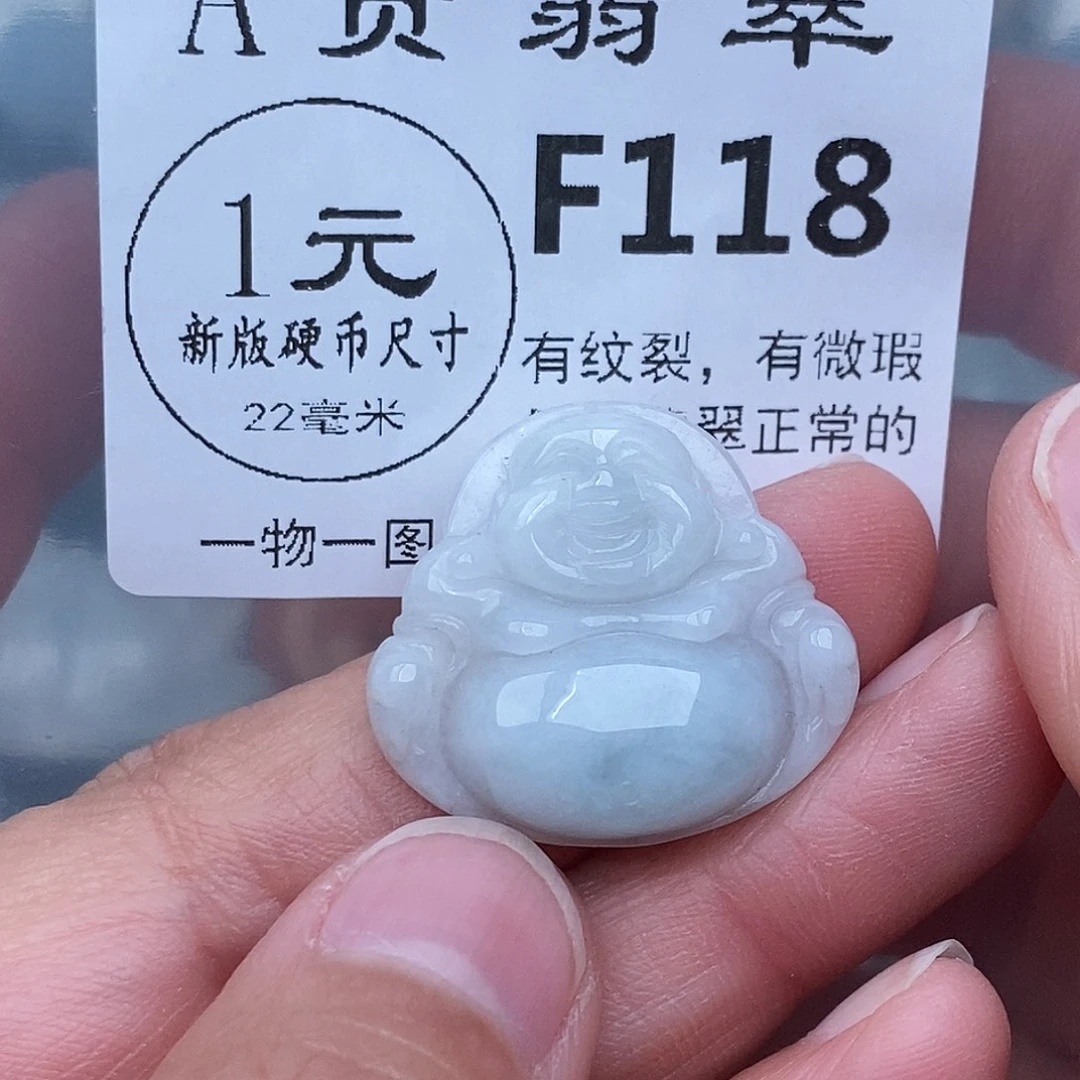 A货翡翠
F118
1元
新版硬币尺寸
22毫米
有纹裂，有微瑕
翠正常的
一物一图